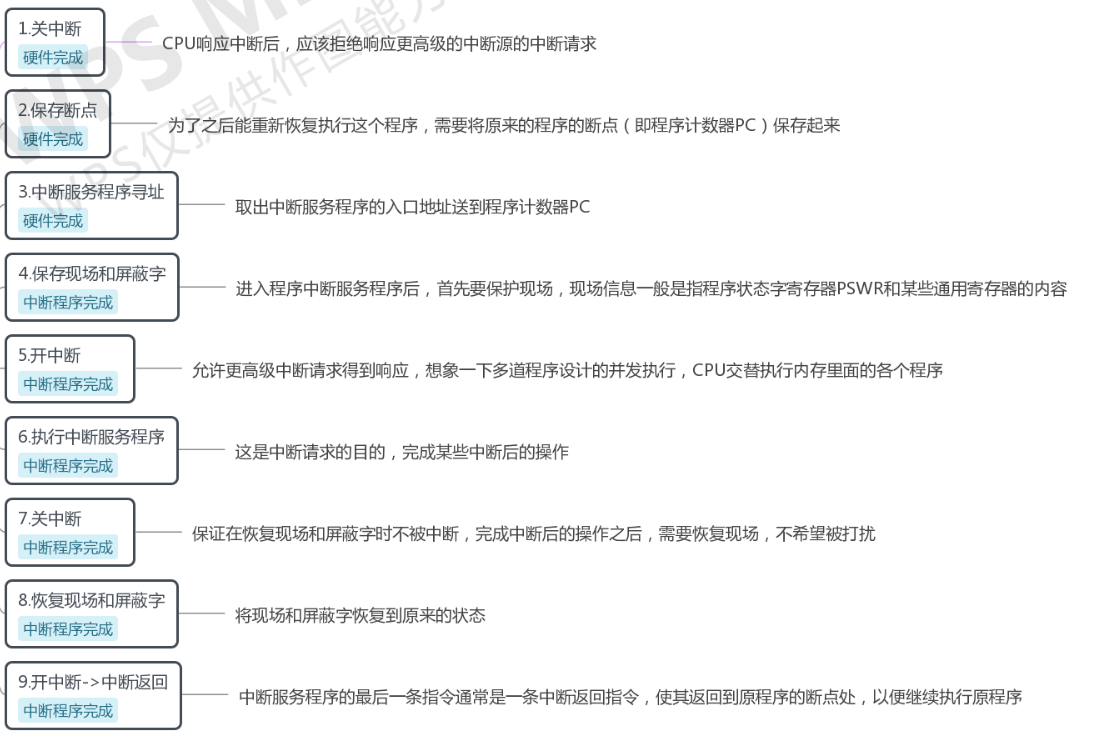 1.关中断
硬件完成
CPU响应中断后，应该拒绝响应更高级的中断源的中断请求
2.保存断点
硬件完成
为了之后能重新恢复执行这个程序，需要将原来的程序的断点（即程序计数器PC）保存起来
3.中断服务程序寻址
硬件完成
取出中断服务程序的入口地址送到程序计数器PC
4.保存现场和屏蔽字
中断程序完成
进入程序中断服务程序后，首先要保护现场，现场信息一般是指程序状态字寄存器PSWR和某些通用寄存器的内容
5.开中断
中断程序完成
允许更高级中断请求得到响应，想象一下多道程序设计的并发执行，CPU交替执行内存里面的各个程序
6.执行中断服务程序
中断程序完成
这是中断请求的目的，完成某些中断后的操作
7.关中断
中断程序完成
保证在恢复现场和屏蔽字时不被中断，完成中断后的操作之后，需要恢复现场，不希望被打扰
8.恢复现场和屏蔽字
中断程序完成
将现场和屏蔽字恢复到原来的状态
9.开中断->中断返回
中断程序完成
中断服务程序的最后一条指令通常是一条中断返回指令，使其返回到原程序的断点处，以便继续执行原程序
WPS
WPS仅提供作图能力